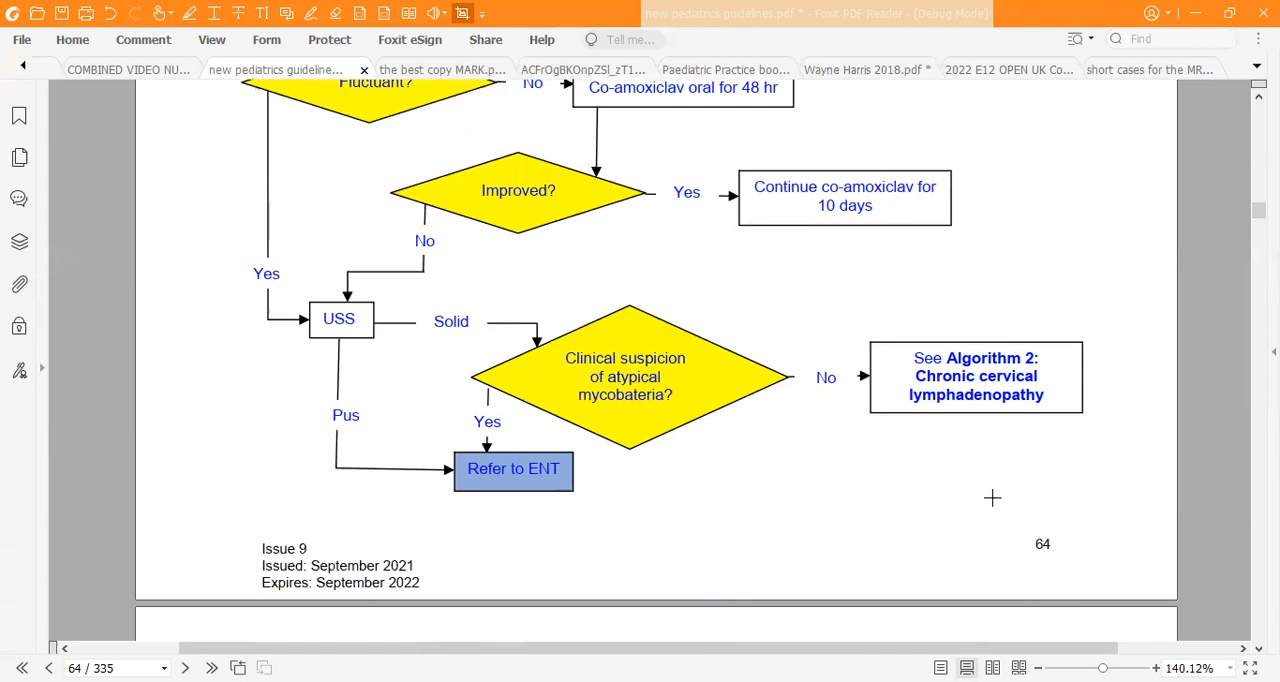 new pediatrics guidelines.pdf * - Foxit PDF Reader - [Debug Mode]
File Home Comment View Form Protect Foxit eSign Share Help Tell me... Find
COMBINED VIDEO NU... new pediatrics guideline... the best copy MARK.p... ACFrOgBKOnpZSl_zT1... Paediatric Practice boo... Wayne Harris 2018.pdf * 2022 E12 OPEN UK Co... short cases for the MR...
Fluctuant?
No
Co-amoxiclav oral for 48 hr
Improved?
Yes
Continue co-amoxiclav for
10 days
No
Yes
USS
Solid
Clinical suspicion
of atypical
mycobateria?
No
See Algorithm 2:
Chronic cervical
lymphadenopathy
Pus
Yes
Refer to ENT
64
Issue 9
Issued: September 2021
Expires: September 2022
64 / 335
140.12%